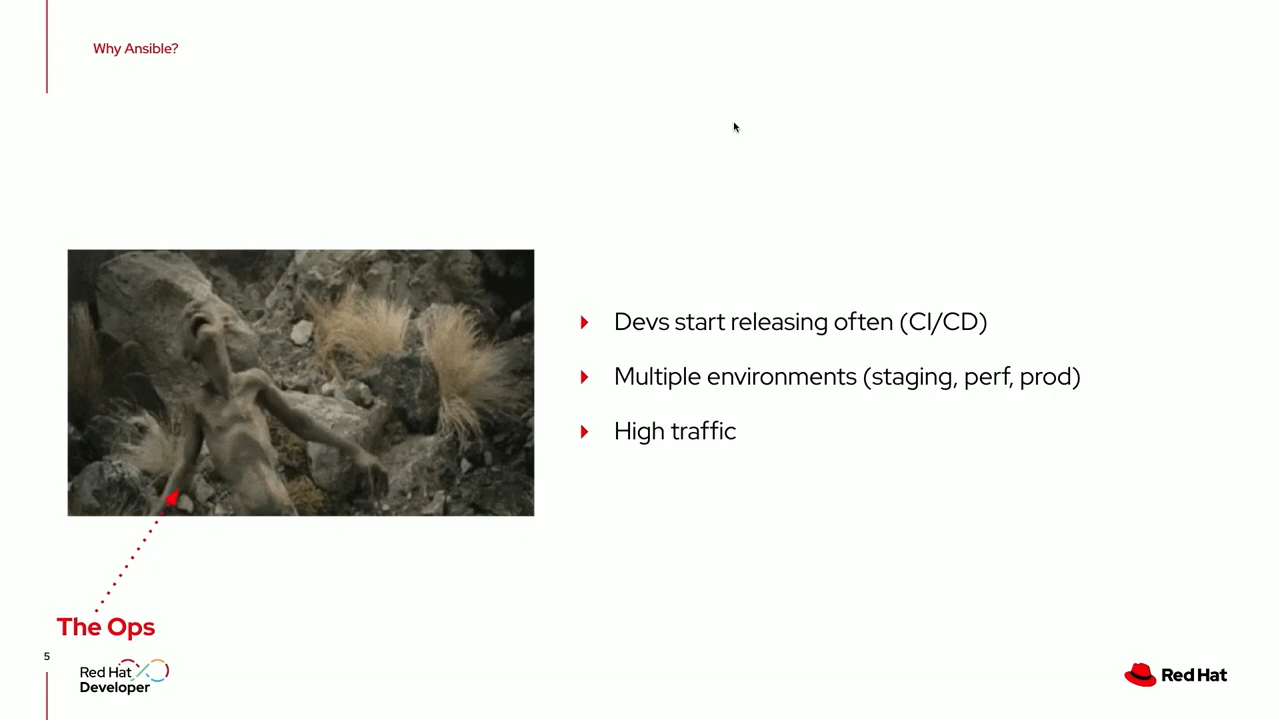 Why Ansible?
Devs start releasing often (CI/CD)
Multiple environments (staging, perf, prod)
High traffic
The Ops
5
Red Hat
Developer
Red Hat